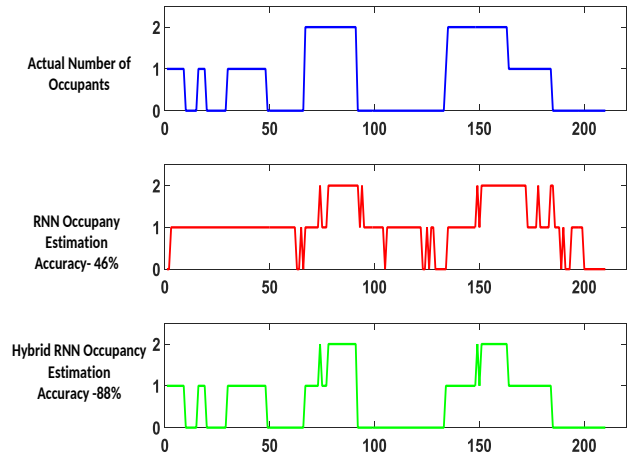 Actual Number of
Occupants
2
1
0
0 50 100 150 200
RNN Occupany
Estimation
Accuracy- 46%
2
1
0
0 50 100 150 200
Hybrid RNN Occupancy
Estimation
Accuracy -88%
2
1
0
0 50 100 150 200